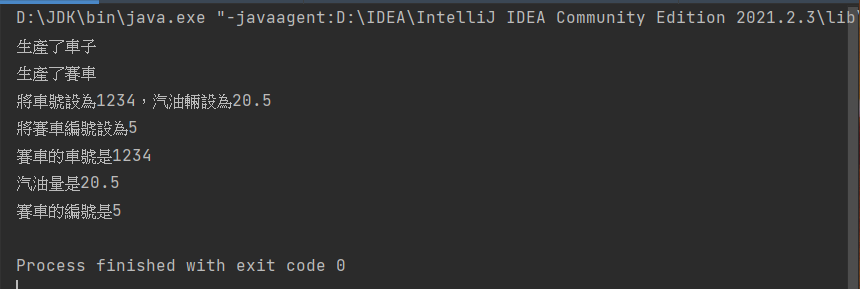 D:\JDK\bin\java.exe "-javaagent:D:\IDEA\IntelliJ IDEA Community Edition 2021.2.3\lib
生產了車子
生產了賽車
將車號設為1234，汽油輛設為20.5
將賽車編號設為5
賽車的車號是1234
汽油量是20.5
賽車的編號是5
Process finished with exit code 0